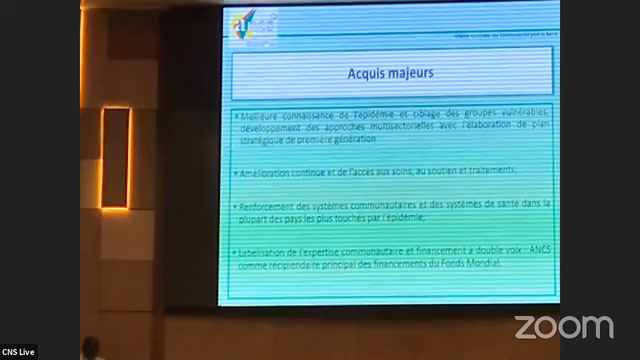 Acquis majeurs
Meilleure connaissance de l'épidémie et ciblage des groupes vulnérables,
développement des approches multisectorielles avec l'élaboration de plan
stratégique de première génération
Amélioration continue et de l'accès aux soins, au soutien et traitements;
Renforcement des systèmes communautaires et des systèmes de santé dans la
plupart des pays les plus touchés par l'épidémie;
Labelisation de l'expertise communautaire et financement à double voix : ANCS
comme récipiendaire principal des financements du Fonds Mondial.
zoom
CNS Live